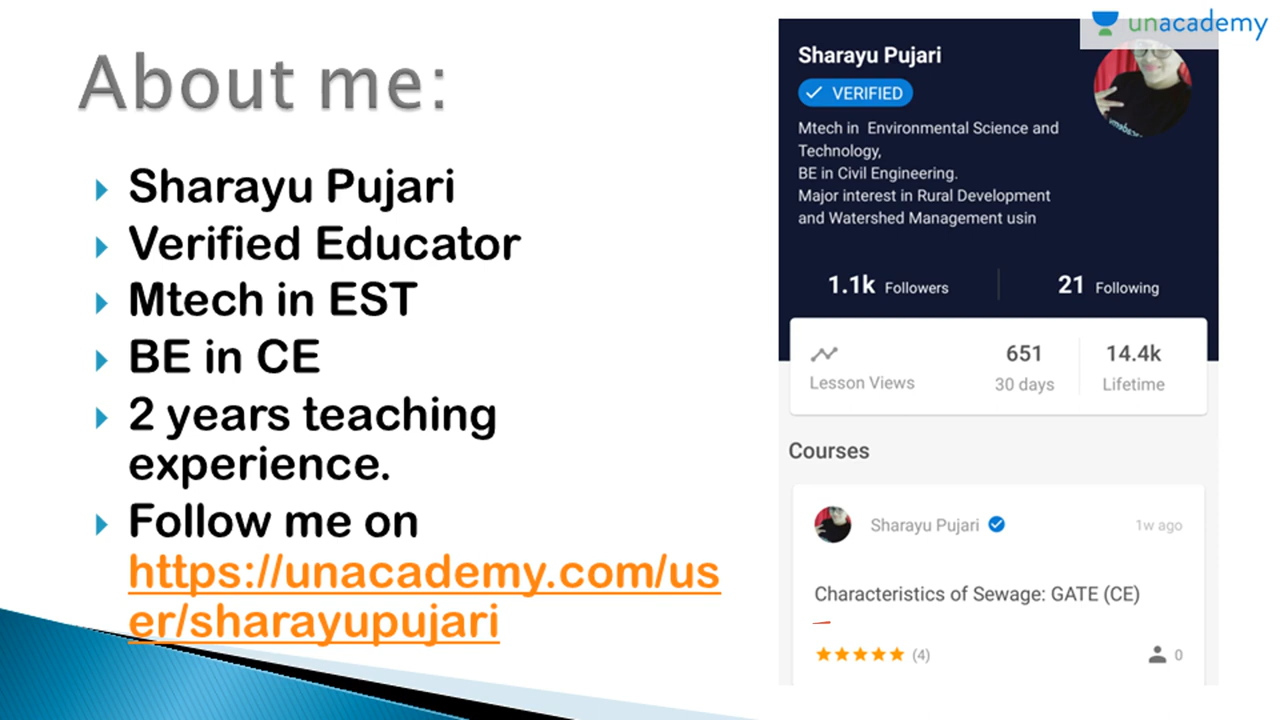 unacademy
About me:
Sharayu Pujari
Verified Educator
Mtech in EST
BE in CE
2 years teaching
experience.
Follow me on
https://unacademy.com/us
er/sharayupujari
Sharayu Pujari
VERIFIED
Mtech in Environmental Science and
Technology,
BE in Civil Engineering.
Major interest in Rural Development
and Watershed Management usin
1.1k Followers
21 Following
651
14.4k
Lesson Views
30 days
Lifetime
Courses
Sharayu Pujari
1w ago
Characteristics of Sewage: GATE (CE)
(4)
0